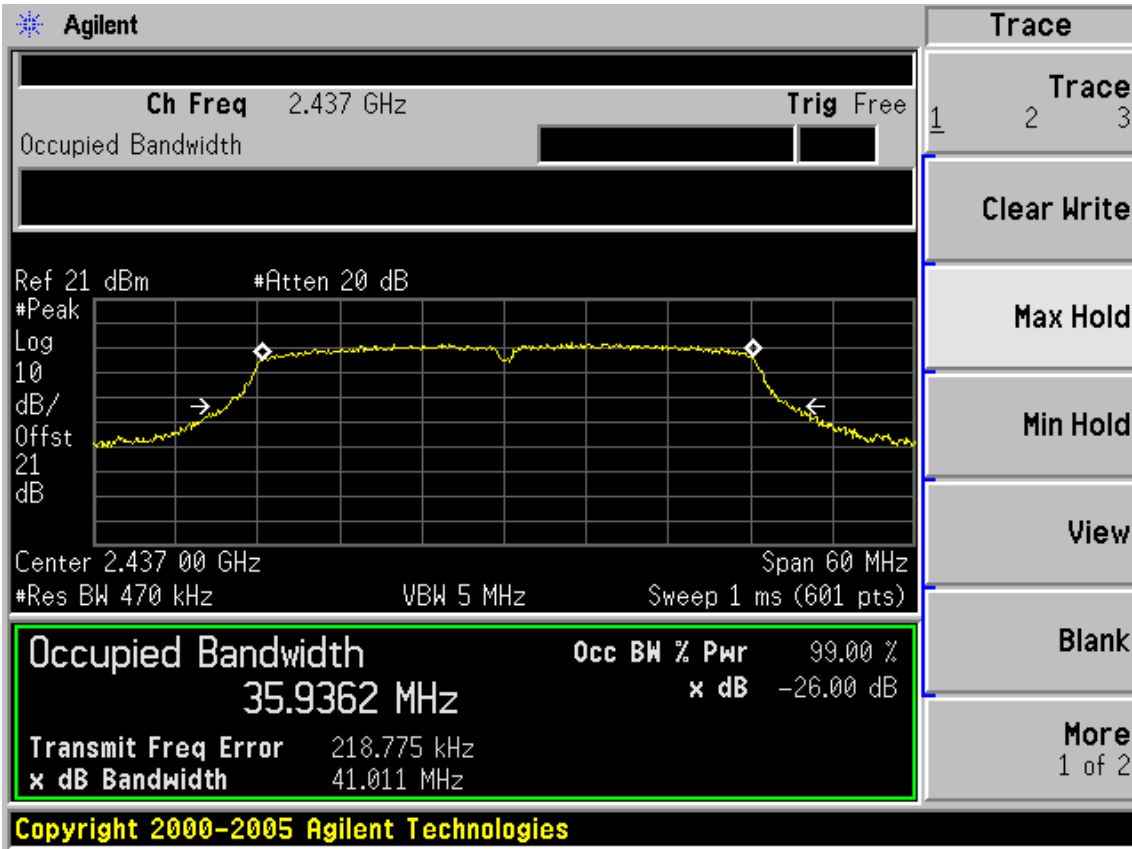 Agilent
Ch Freq 2.437 GHz Trig Free
Occupied Bandwidth
Ref 21 dBm #Atten 20 dB
#Peak
Log
10
dB/
Offst
21
dB
Center 2.437 00 GHz Span 60 MHz
#Res BW 470 kHz VBW 5 MHz Sweep 1 ms (601 pts)
Occupied Bandwidth Occ BW % Pwr 99.00 %
35.9362 MHz x dB -26.00 dB
Transmit Freq Error 218.775 kHz
x dB Bandwidth 41.011 MHz
Copyright 2000-2005 Agilent Technologies
Trace
Trace
1 2 3
Clear Write
Max Hold
Min Hold
View
Blank
More
1 of 2